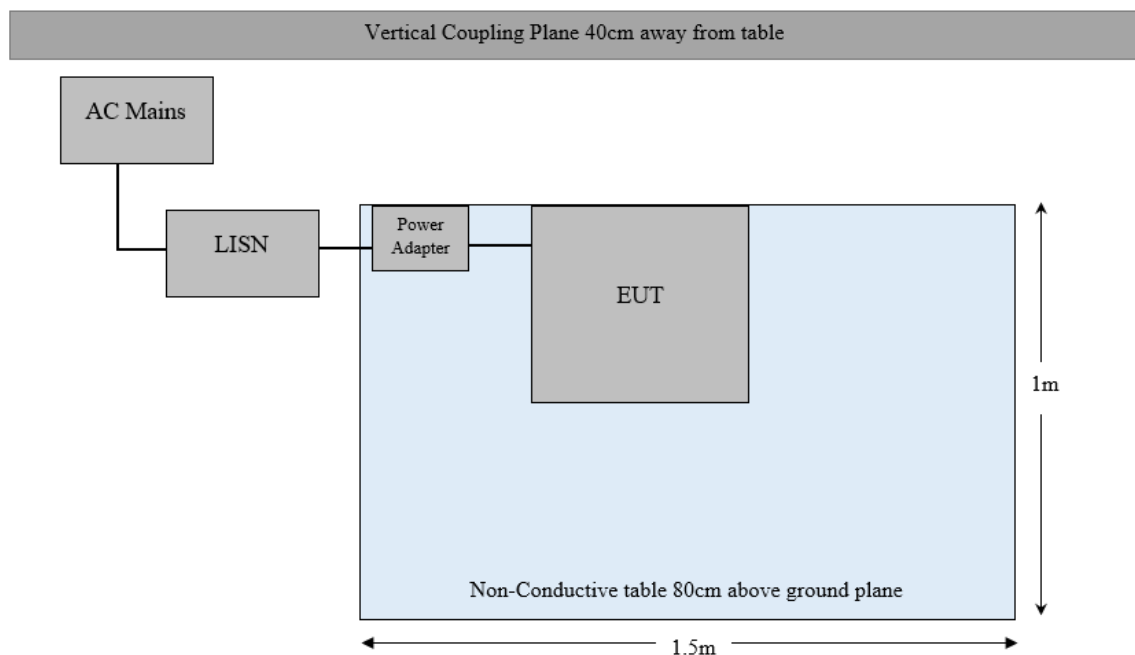 Vertical Coupling Plane 40cm away from table
AC Mains
LISN
Power
Adapter
EUT
1m
Non-Conductive table 80cm above ground plane
1.5m